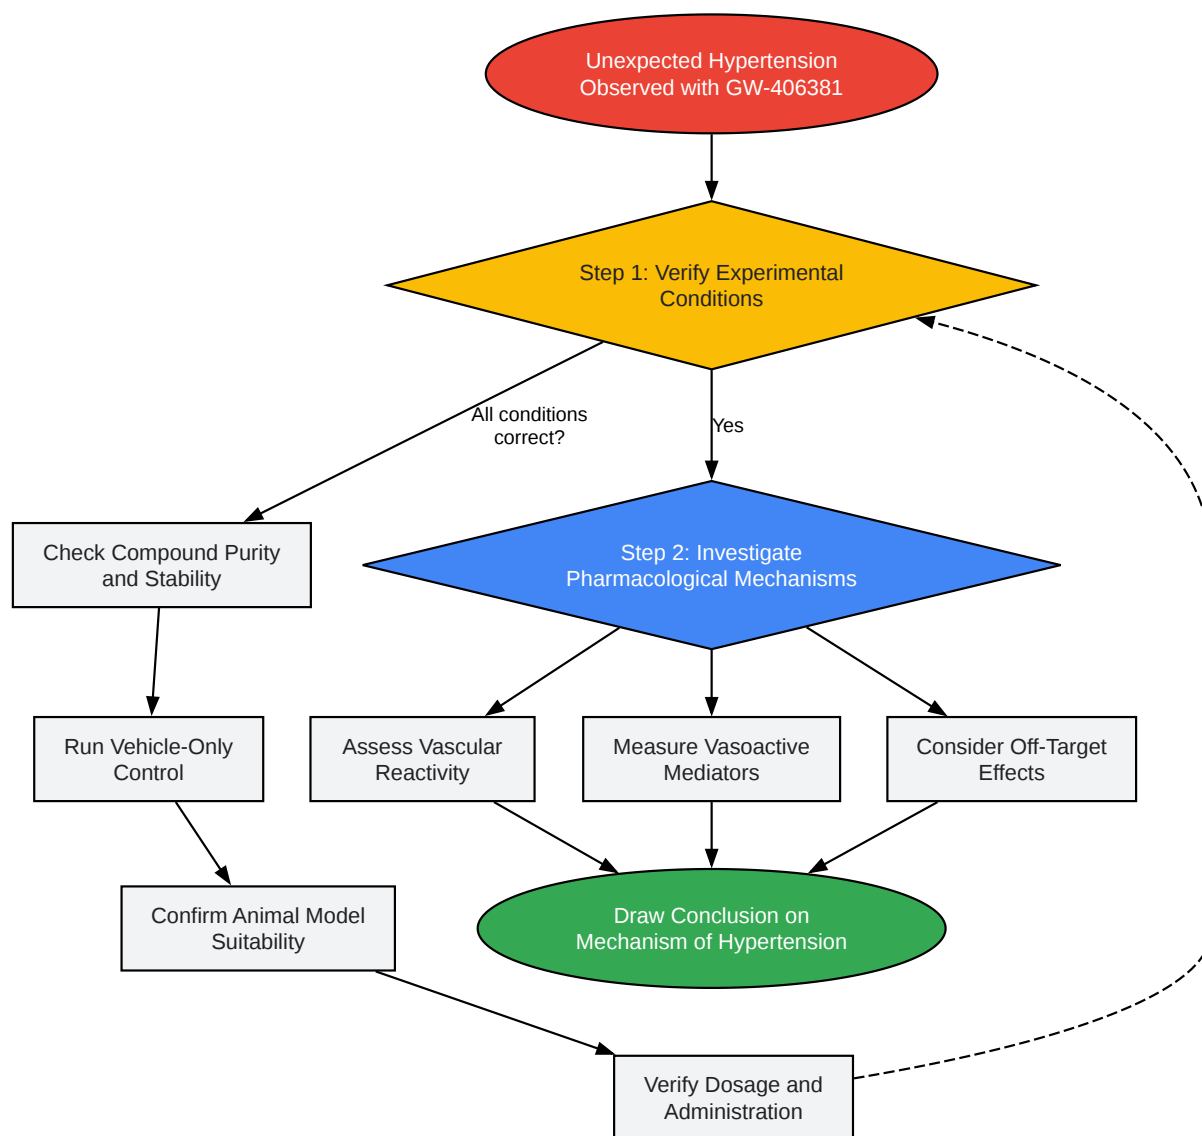 Unexpected Hypertension
Observed with GW-406381
Step 1: Verify Experimental
Conditions
All conditions
correct?
Yes
Check Compound Purity
and Stability
Step 2: Investigate
Pharmacological Mechanisms
Run Vehicle-Only
Control
Assess Vascular
Reactivity
Measure Vasoactive
Mediators
Consider Off-Target
Effects
Confirm Animal Model
Suitability
Draw Conclusion on
Mechanism of Hypertension
Verify Dosage and
Administration